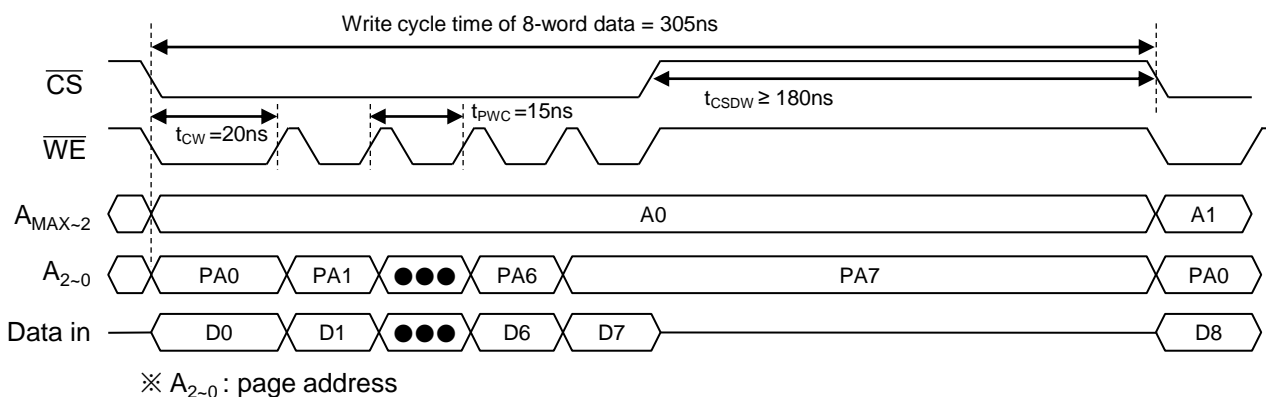 Write cycle time of 8-word data = 305ns
CS
tCSDW ≥ 180ns
tCW =20ns
tPWC =15ns
WE
AMAX~2
A0
A1
A2~0
PA0
PA1
●●●
PA6
PA7
PA0
Data in
D0
D1
●●●
D6
D7
D8
※ A2~0 : page address